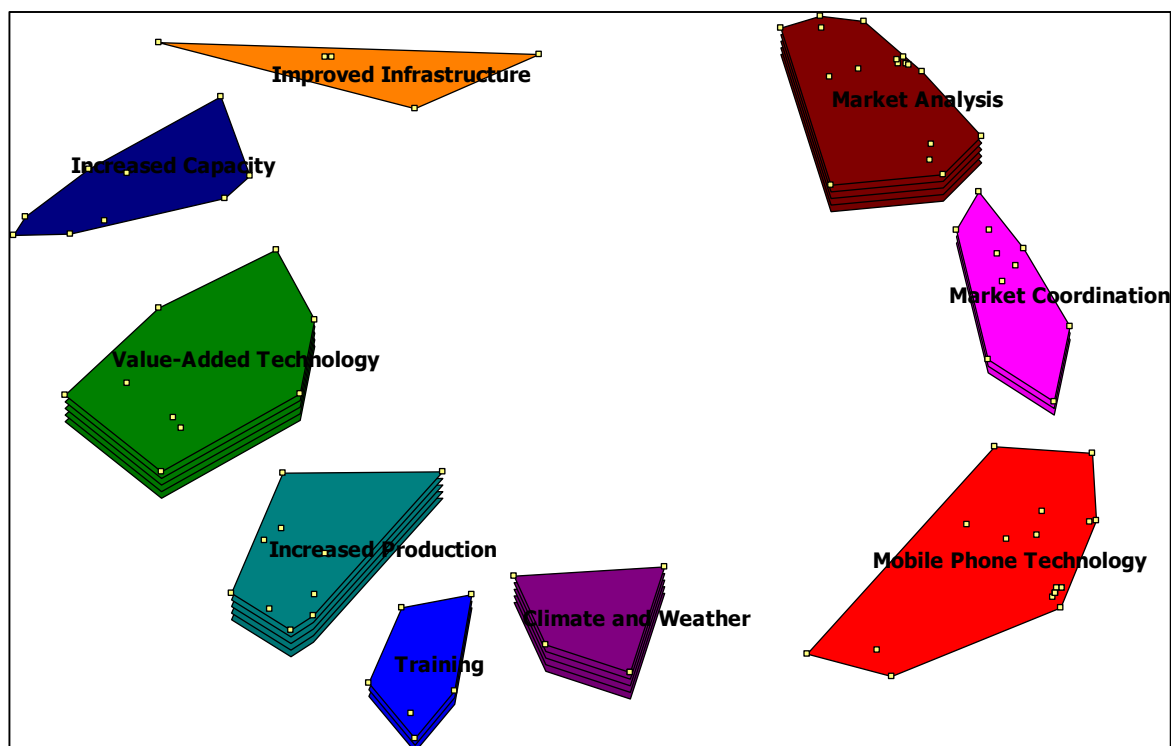 Improved Infrastructure
Market Analysis
Increased Capacity
Market Coordination
Value-Added Technology
Increased Production
Mobile Phone Technology
Climate and Weather
Training